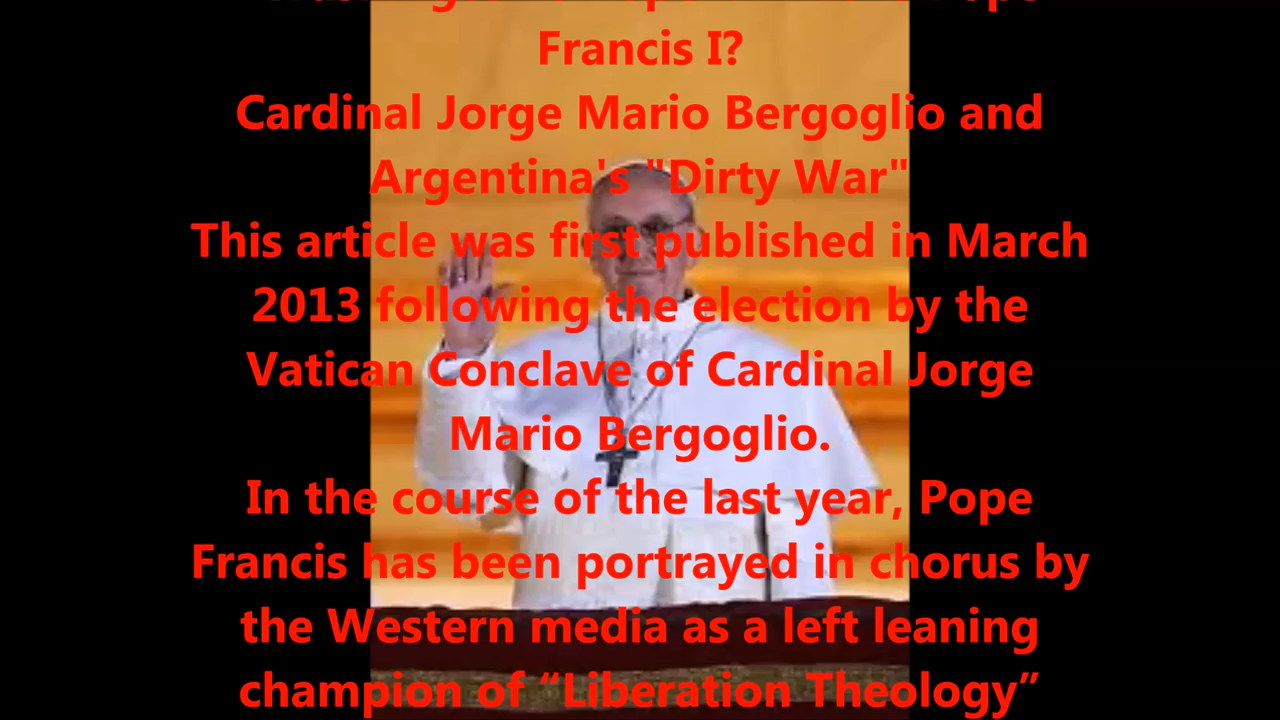 Francis I?
Cardinal Jorge Mario Bergoglio and
Argentina's "Dirty War"
This article was first published in March
2013 following the election by the
Vatican Conclave of Cardinal Jorge
Mario Bergoglio.
In the course of the last year, Pope
Francis has been portrayed in chorus by
the Western media as a left leaning
champion of “Liberation Theology”